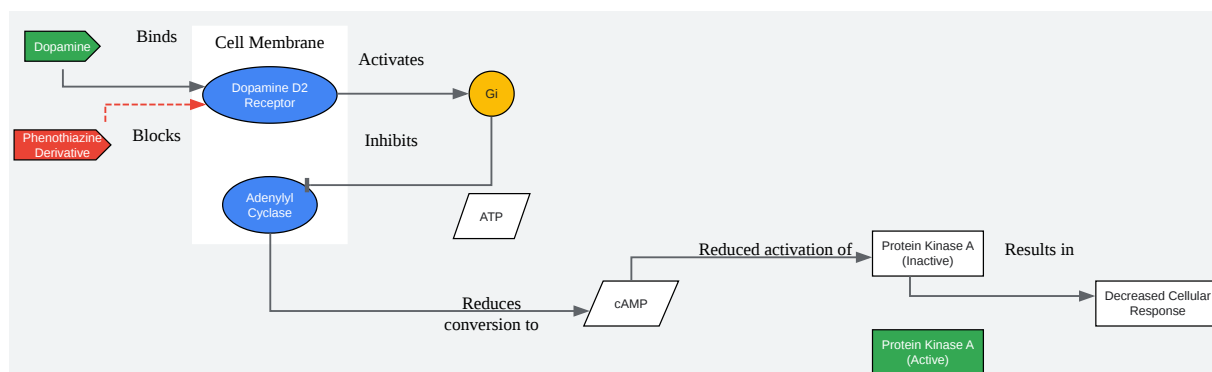 Binds
Cell Membrane
Dopamine
Activates
Dopamine D2
Receptor
Gi
Phenothiazine
Derivative
Blocks
Inhibits
Adenylyl
Cyclase
ATP
Reduced activation of
Protein Kinase A
(Inactive)
Results in
Reduces
conversion to
cAMP
Decreased Cellular
Response
Protein Kinase A
(Active)